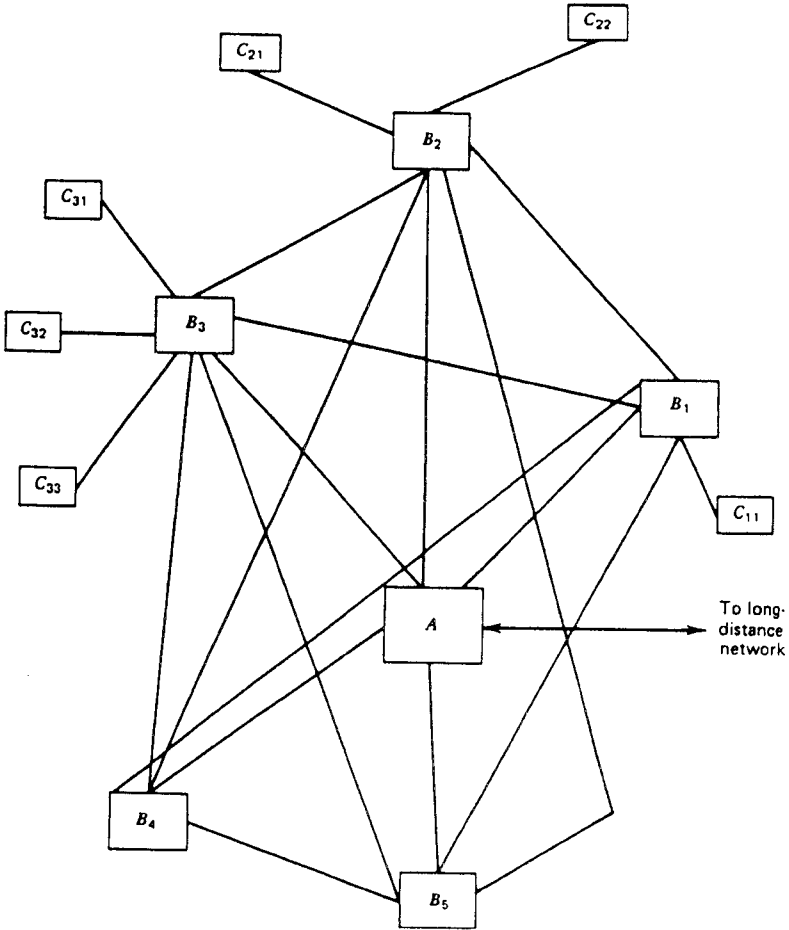 C₂₂
C₂₁
B₂
C₃₁
B₃
C₃₂
B₁
C₃₃
C₁₁
A
To long-
distance
network
B₄
B₅